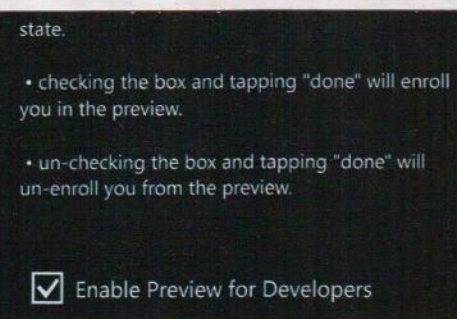 state.
• checking the box and tapping "done" will enroll
you in the preview.
• un-checking the box and tapping "done" will
un-enroll you from the preview.
Enable Preview for Developers